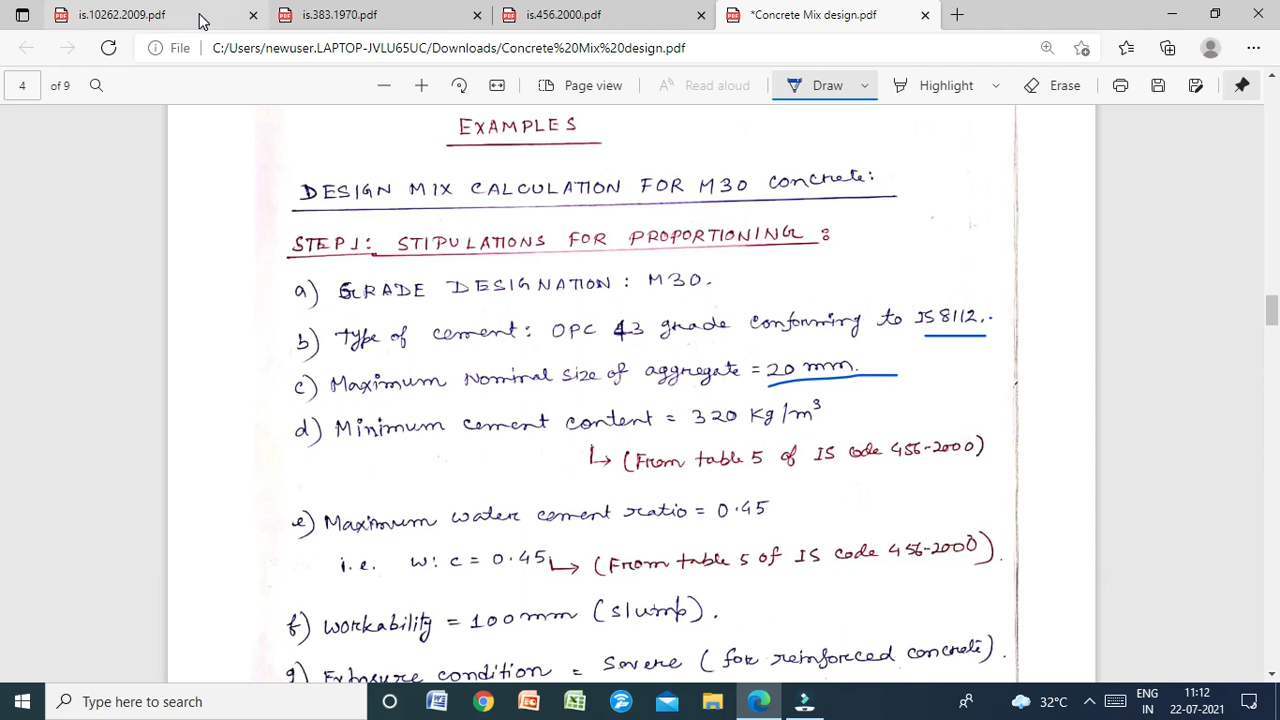 is.10262.2009.pdf
is.383.1970.pdf
is.456.2000.pdf
*Concrete Mix design.pdf
File
C:/Users/newuser.LAPTOP-JVLU65UC/Downloads/Concrete%20Mix%20design.pdf
4 of 9
Page view
Read aloud
Draw
Highlight
Erase
EXAMPLES
DESIGN MIX CALCULATION FOR M30 concrete:
STEP 1: STIPULATIONS FOR PROPORTIONING :
a) GRADE DESIGNATION : M30.
b) Type of cement: OPC 43 grade conforming to IS 8112.
c) Maximum Nominal size of aggregate = 20 mm.
d) Minimum cement content = 320 Kg/m³
↳ (From table 5 of IS code 456-2000)
e) Maximum water cement ratio = 0.45
i.e. w: c = 0.45 ↳ (From table 5 of IS code 456-2000).
f) Workability = 100mm (slump).
g) Exposure condition = Severe (for reinforced concrete).
Type here to search
32°C
ENG
IN
11:12
22-07-2021